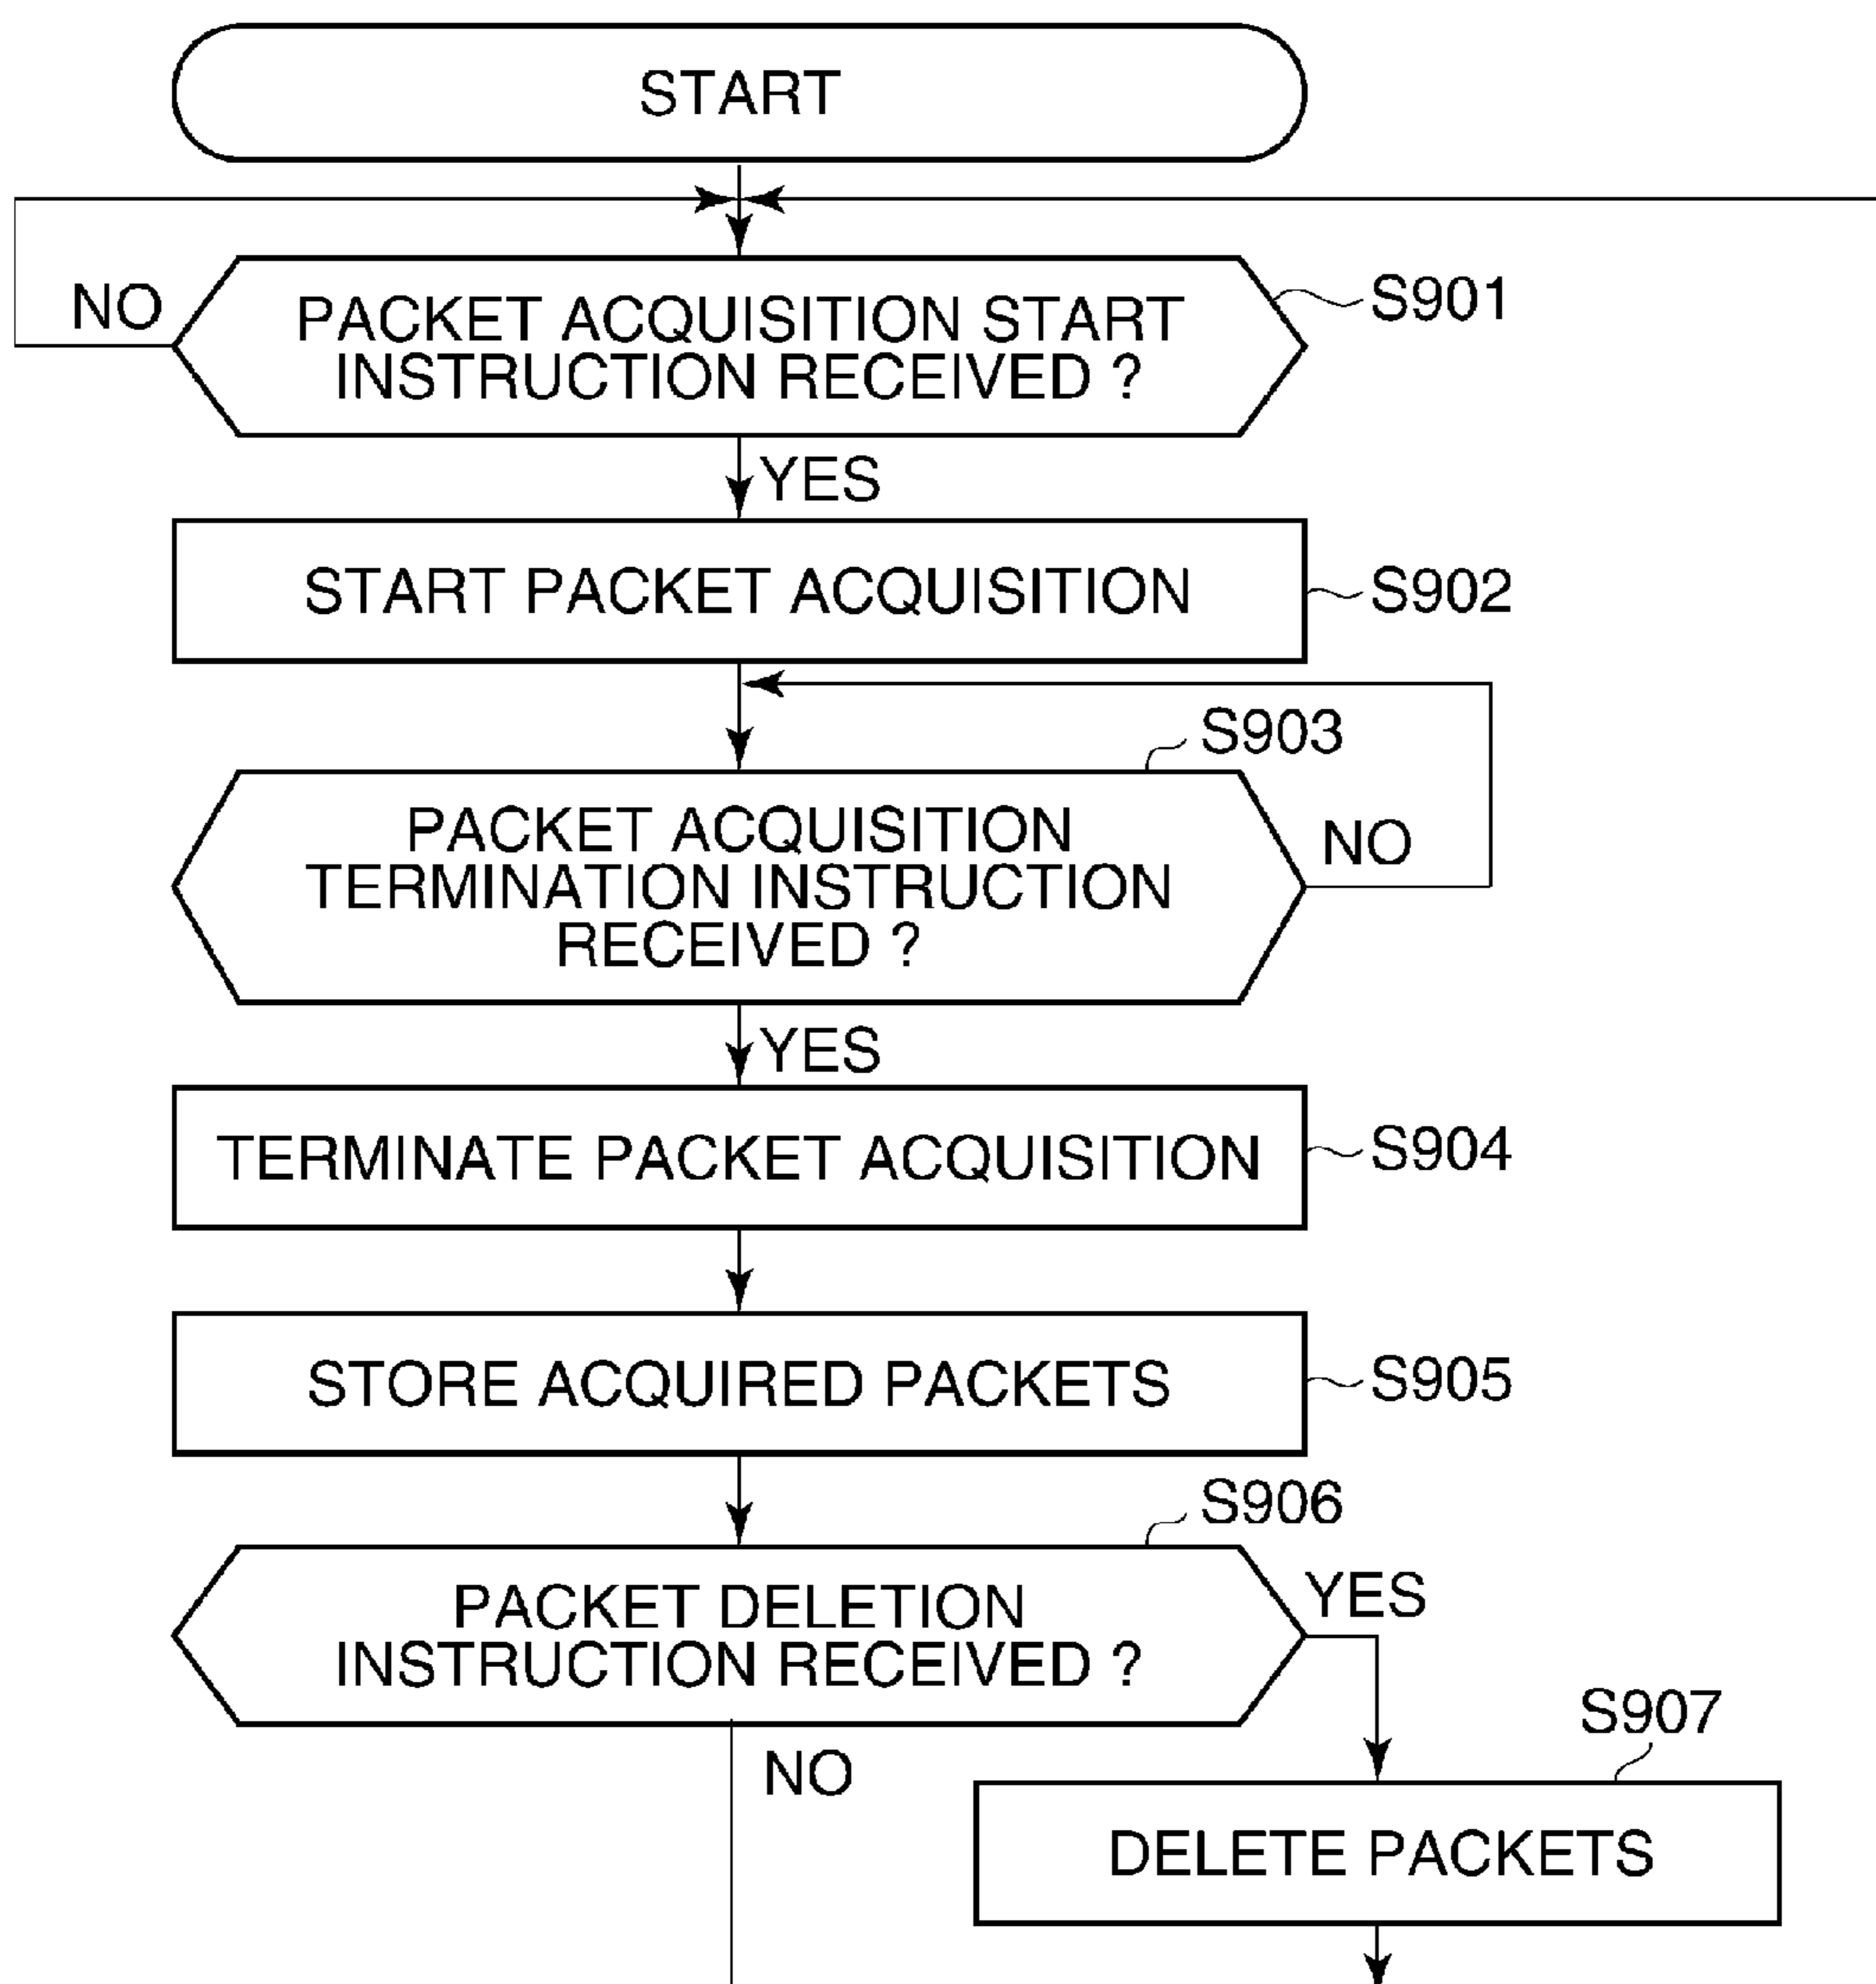 START
NO
PACKET ACQUISITION START
INSTRUCTION RECEIVED ?
S901
YES
START PACKET ACQUISITION
S902
S903
PACKET ACQUISITION
TERMINATION INSTRUCTION
RECEIVED ?
NO
YES
TERMINATE PACKET ACQUISITION
S904
STORE ACQUIRED PACKETS
S905
S906
PACKET DELETION
INSTRUCTION RECEIVED ?
YES
NO
S907
DELETE PACKETS